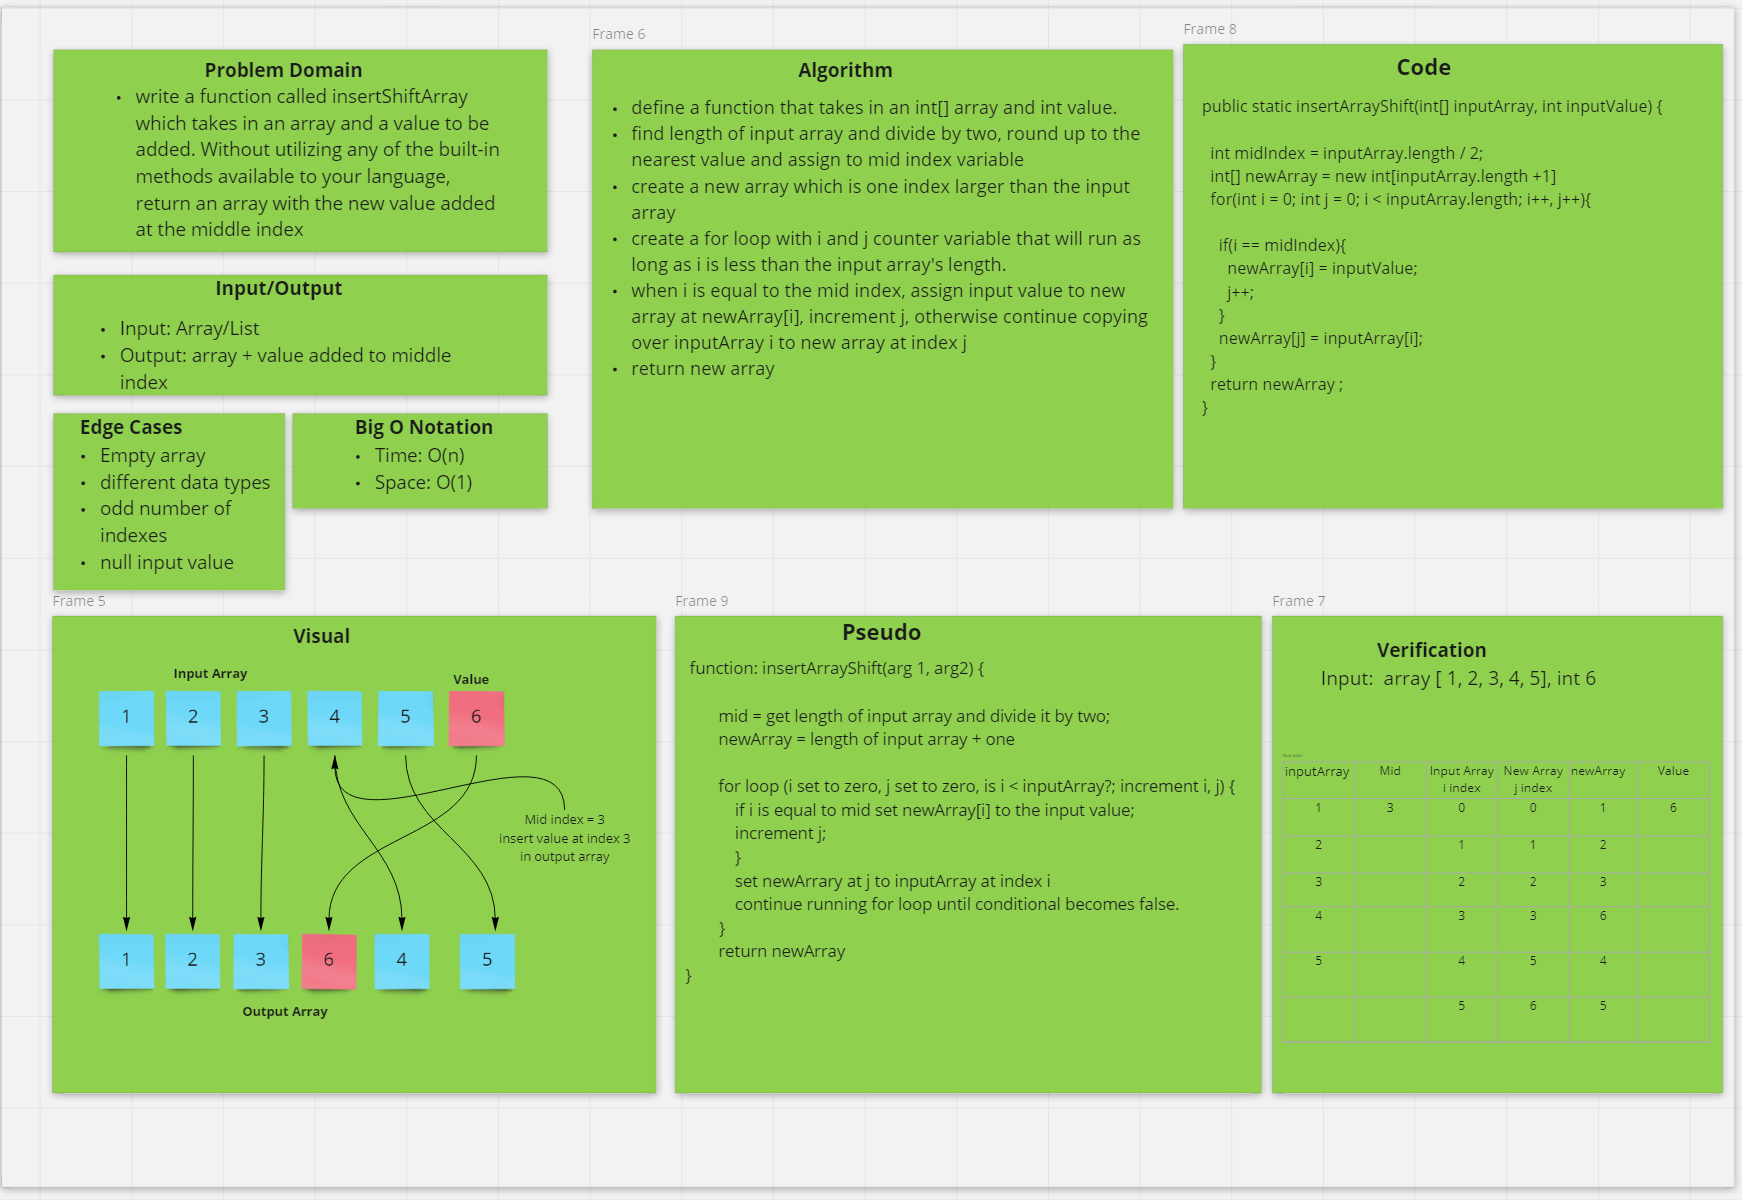 Problem Domain
• write a function called insertShiftArray
which takes in an array and a value to be
added. Without utilizing any of the built-in
methods available to your language,
return an array with the new value added
at the middle index
Input/Output
• Input: Array/List
• Output: array + value added to middle
index
Edge Cases
• Empty array
• different data types
• odd number of
indexes
• null input value
Big O Notation
• Time: O(n)
• Space: O(1)
Frame 6
Algorithm
• define a function that takes in an int[] array and int value.
• find length of input array and divide by two, round up to the
nearest value and assign to mid index variable
• create a new array which is one index larger than the input
array
• create a for loop with i and j counter variable that will run as
long as i is less than the input array's length.
• when i is equal to the mid index, assign input value to new
array at newArray[i], increment j, otherwise continue copying
over inputArray i to new array at index j
• return new array
Frame 8
Code
public static insertArrayShift(int[] inputArray, int inputValue) {
int midIndex = inputArray.length / 2;
int[] newArray = new int[inputArray.length +1]
for(int i = 0; int j = 0; i < inputArray.length; i++, j++){
if(i == midIndex){
newArray[i] = inputValue;
j++;
}
newArray[j] = inputArray[i];
}
return newArray ;
}
Frame 5
Visual
Input Array
Value
1 2 3 4 5 6
Mid index = 3
insert value at index 3
in output array
1 2 3 6 4 5
Output Array
Frame 9
Pseudo
function: insertArrayShift(arg 1, arg2) {
mid = get length of input array and divide it by two;
newArray = length of input array + one
for loop (i set to zero, j set to zero, is i < inputArray?; increment i, j) {
if i is equal to mid set newArray[i] to the input value;
increment j;
}
set newArrary at j to inputArray at index i
continue running for loop until conditional becomes false.
}
return newArray
}
Frame 7
Verification
Input: array [ 1, 2, 3, 4, 5], int 6
inputArray Mid Input Array New Array newArray Value
i index j index
1 3 0 0 1 6
2 1 1 2
3 2 2 3
4 3 3 6
5 4 5 4
5 6 5